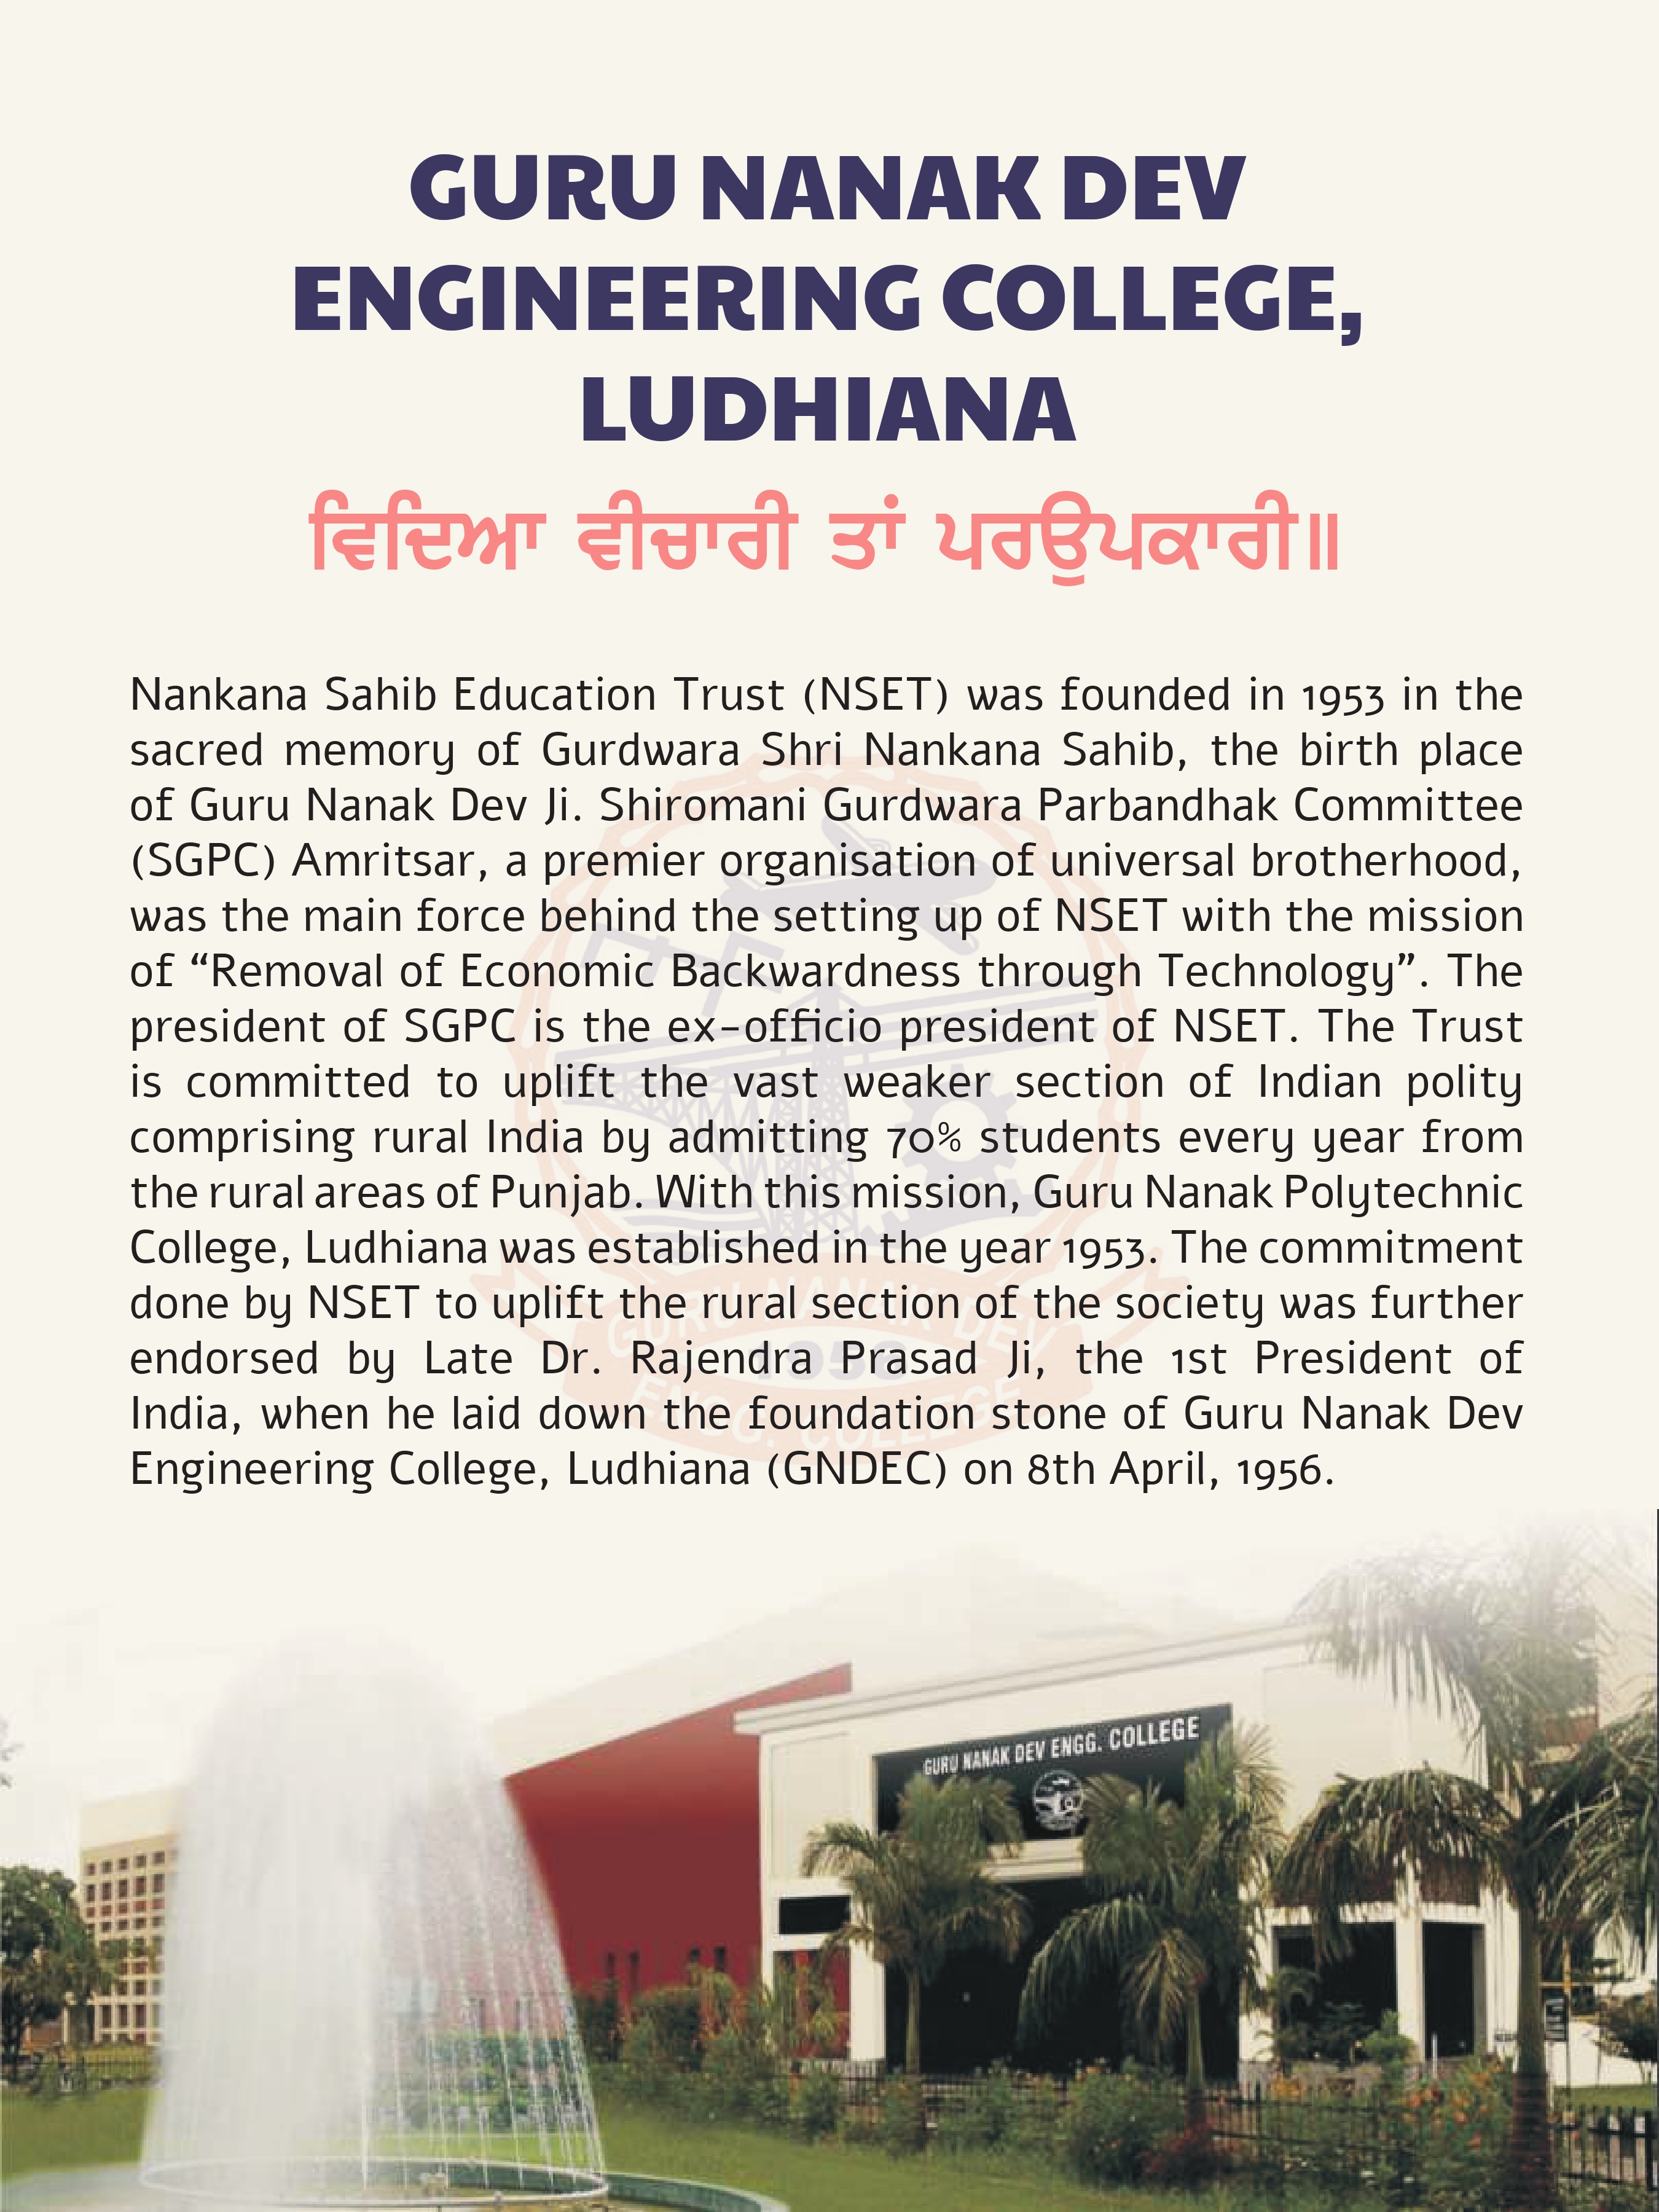 GURU NANAK DEV
ENGINEERING COLLEGE,
LUDHIANA
ਵਿਦਿਆ ਵੀਚਾਰੀ ਤਾਂ ਪਰਉਪਕਾਰੀ॥
Nankana Sahib Education Trust (NSET) was founded in 1953 in the
sacred memory of Gurdwara Shri Nankana Sahib, the birth place
of Guru Nanak Dev Ji. Shiromani Gurdwara Parbandhak Committee
(SGPC) Amritsar, a premier organisation of universal brotherhood,
was the main force behind the setting up of NSET with the mission
of “Removal of Economic Backwardness through Technology”. The
president of SGPC is the ex-officio president of NSET. The Trust
is committed to uplift the vast weaker section of Indian polity
comprising rural India by admitting 70% students every year from
the rural areas of Punjab. With this mission, Guru Nanak Polytechnic
College, Ludhiana was established in the year 1953. The commitment
done by NSET to uplift the rural section of the society was further
endorsed by Late Dr. Rajendra Prasad Ji, the 1st President of
India, when he laid down the foundation stone of Guru Nanak Dev
Engineering College, Ludhiana (GNDEC) on 8th April, 1956.
GURU NANAK DEV
1956
ENGG. COLLEGE
GURU NANAK DEV ENGG. COLLEGE